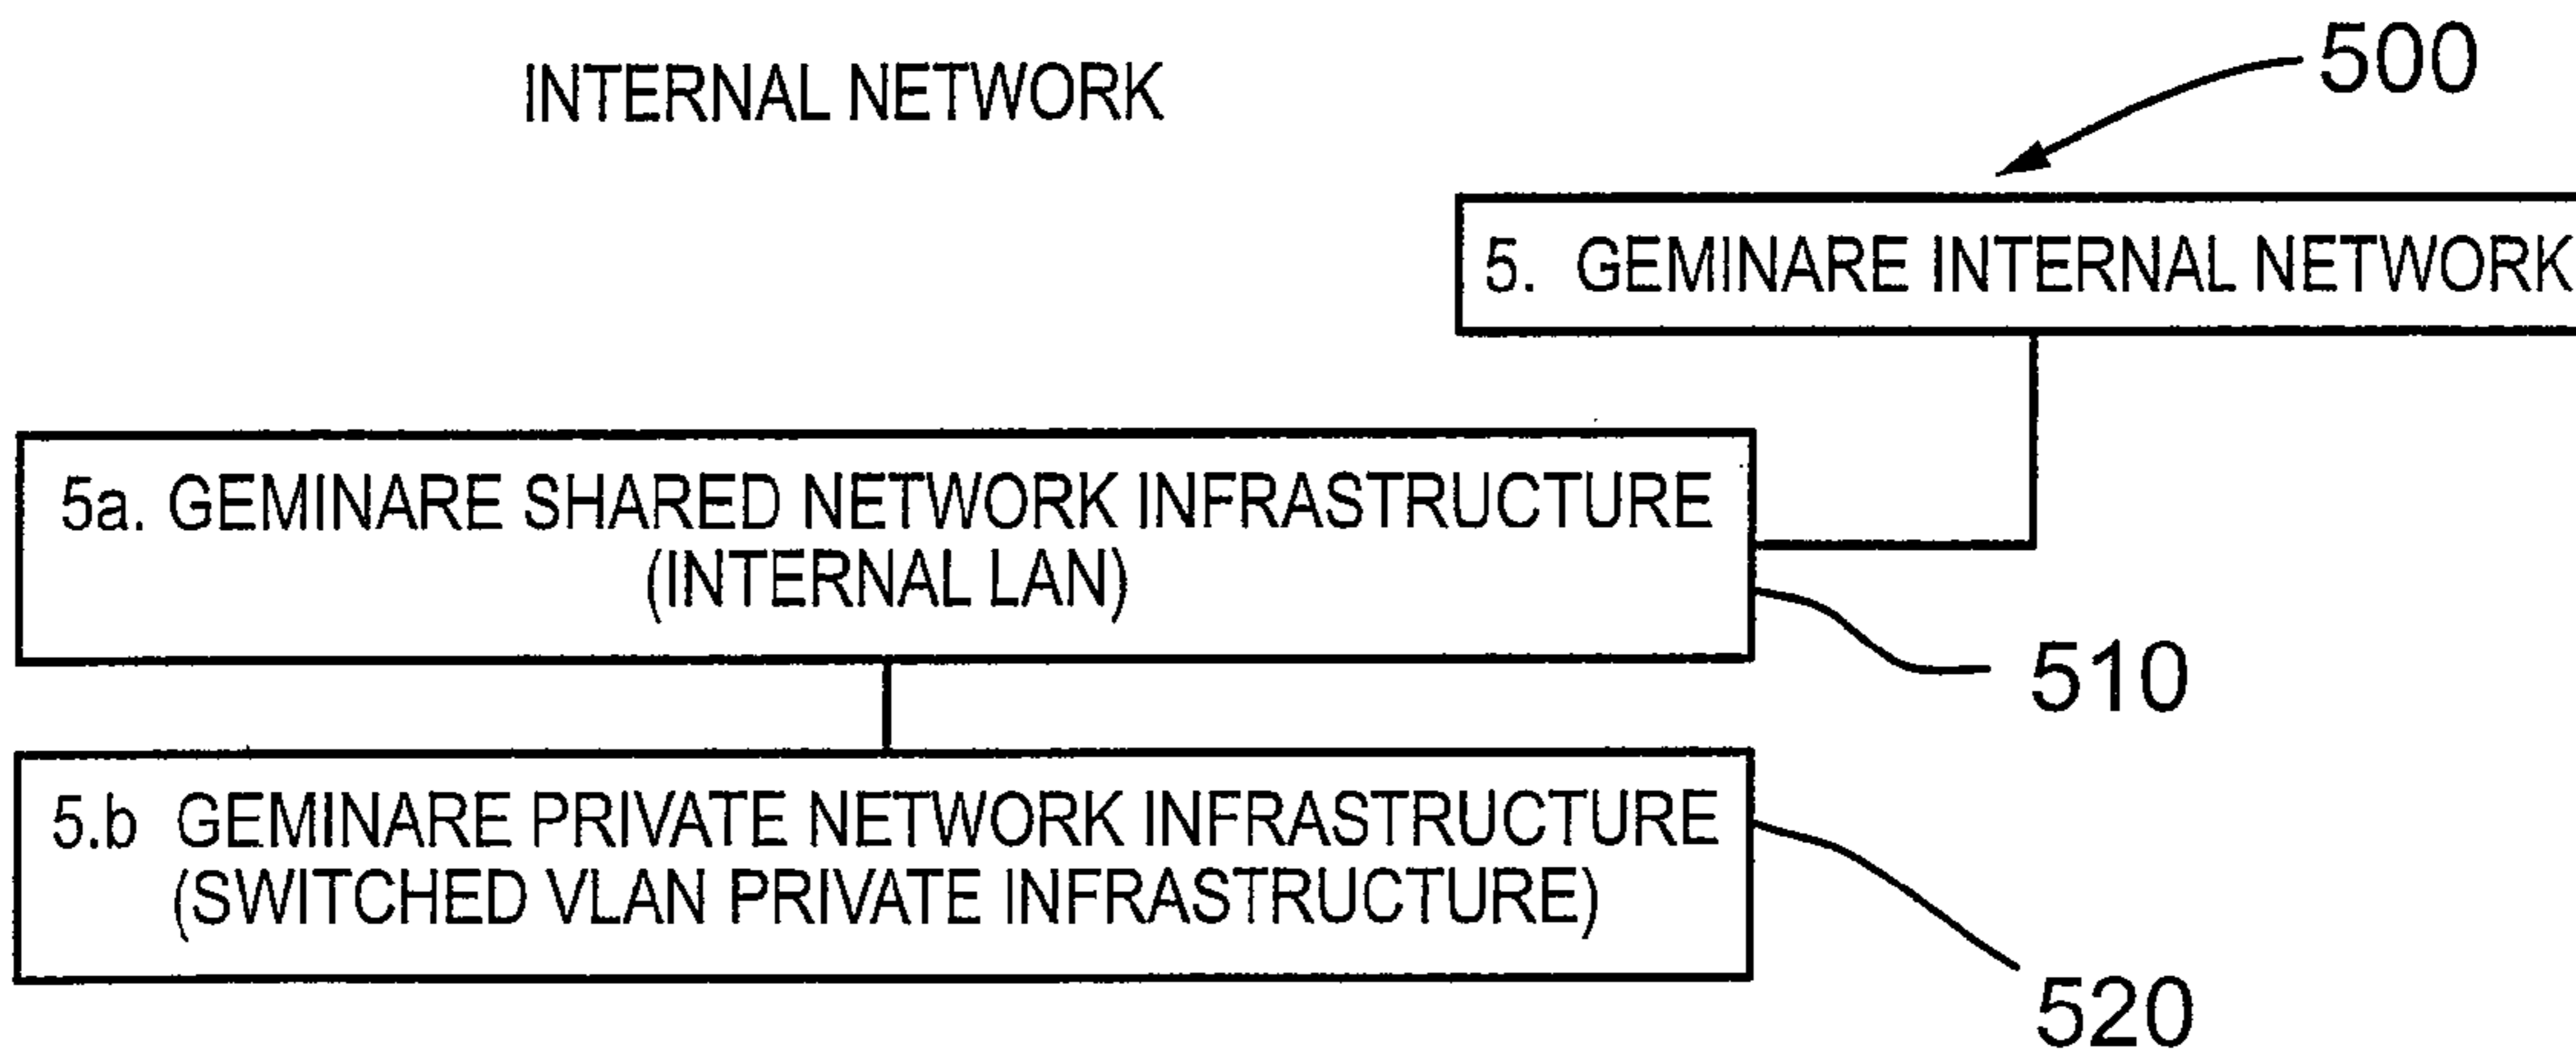 INTERNAL NETWORK
500
5. GEMINARE INTERNAL NETWORK
5a. GEMINARE SHARED NETWORK INFRASTRUCTURE
(INTERNAL LAN)
510
5.b GEMINARE PRIVATE NETWORK INFRASTRUCTURE
(SWITCHED VLAN PRIVATE INFRASTRUCTURE)
520